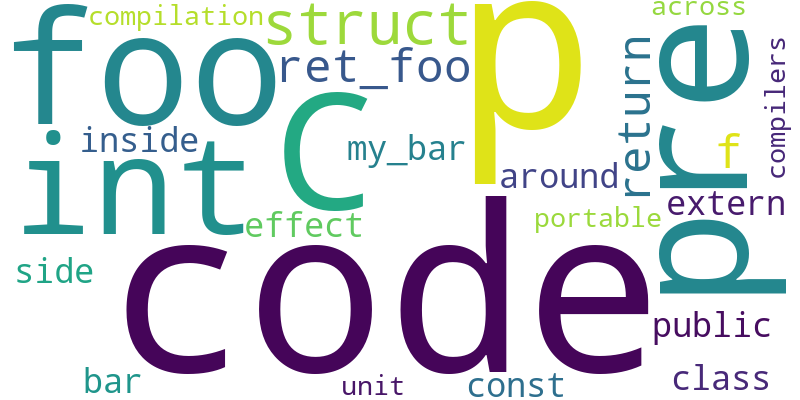 compilation
struct
p
across
foo
ret_foo
pre
return
compilers
int
inside
c
my_bar
f
around
extern
effect
portable
side
code
public
bar
unit
const
class